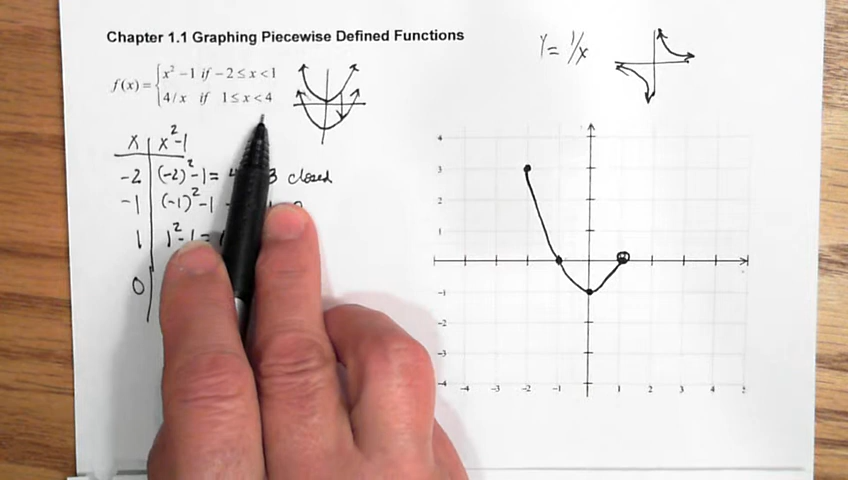 Chapter 1.1 Graphing Piecewise Defined Functions
y = 1/x
f(x) = { x² − 1 if − 2 ≤ x < 1
4/x if 1 ≤ x < 4
x | x² - 1
-2 | (-2)² - 1 = 4 3 closed
-1 | (-1)² - 1
1 | 1² - 1 =
0
4
3
2
1
-1
-2
-3
-4
-4 -3 -2 -1 1 2 3 4